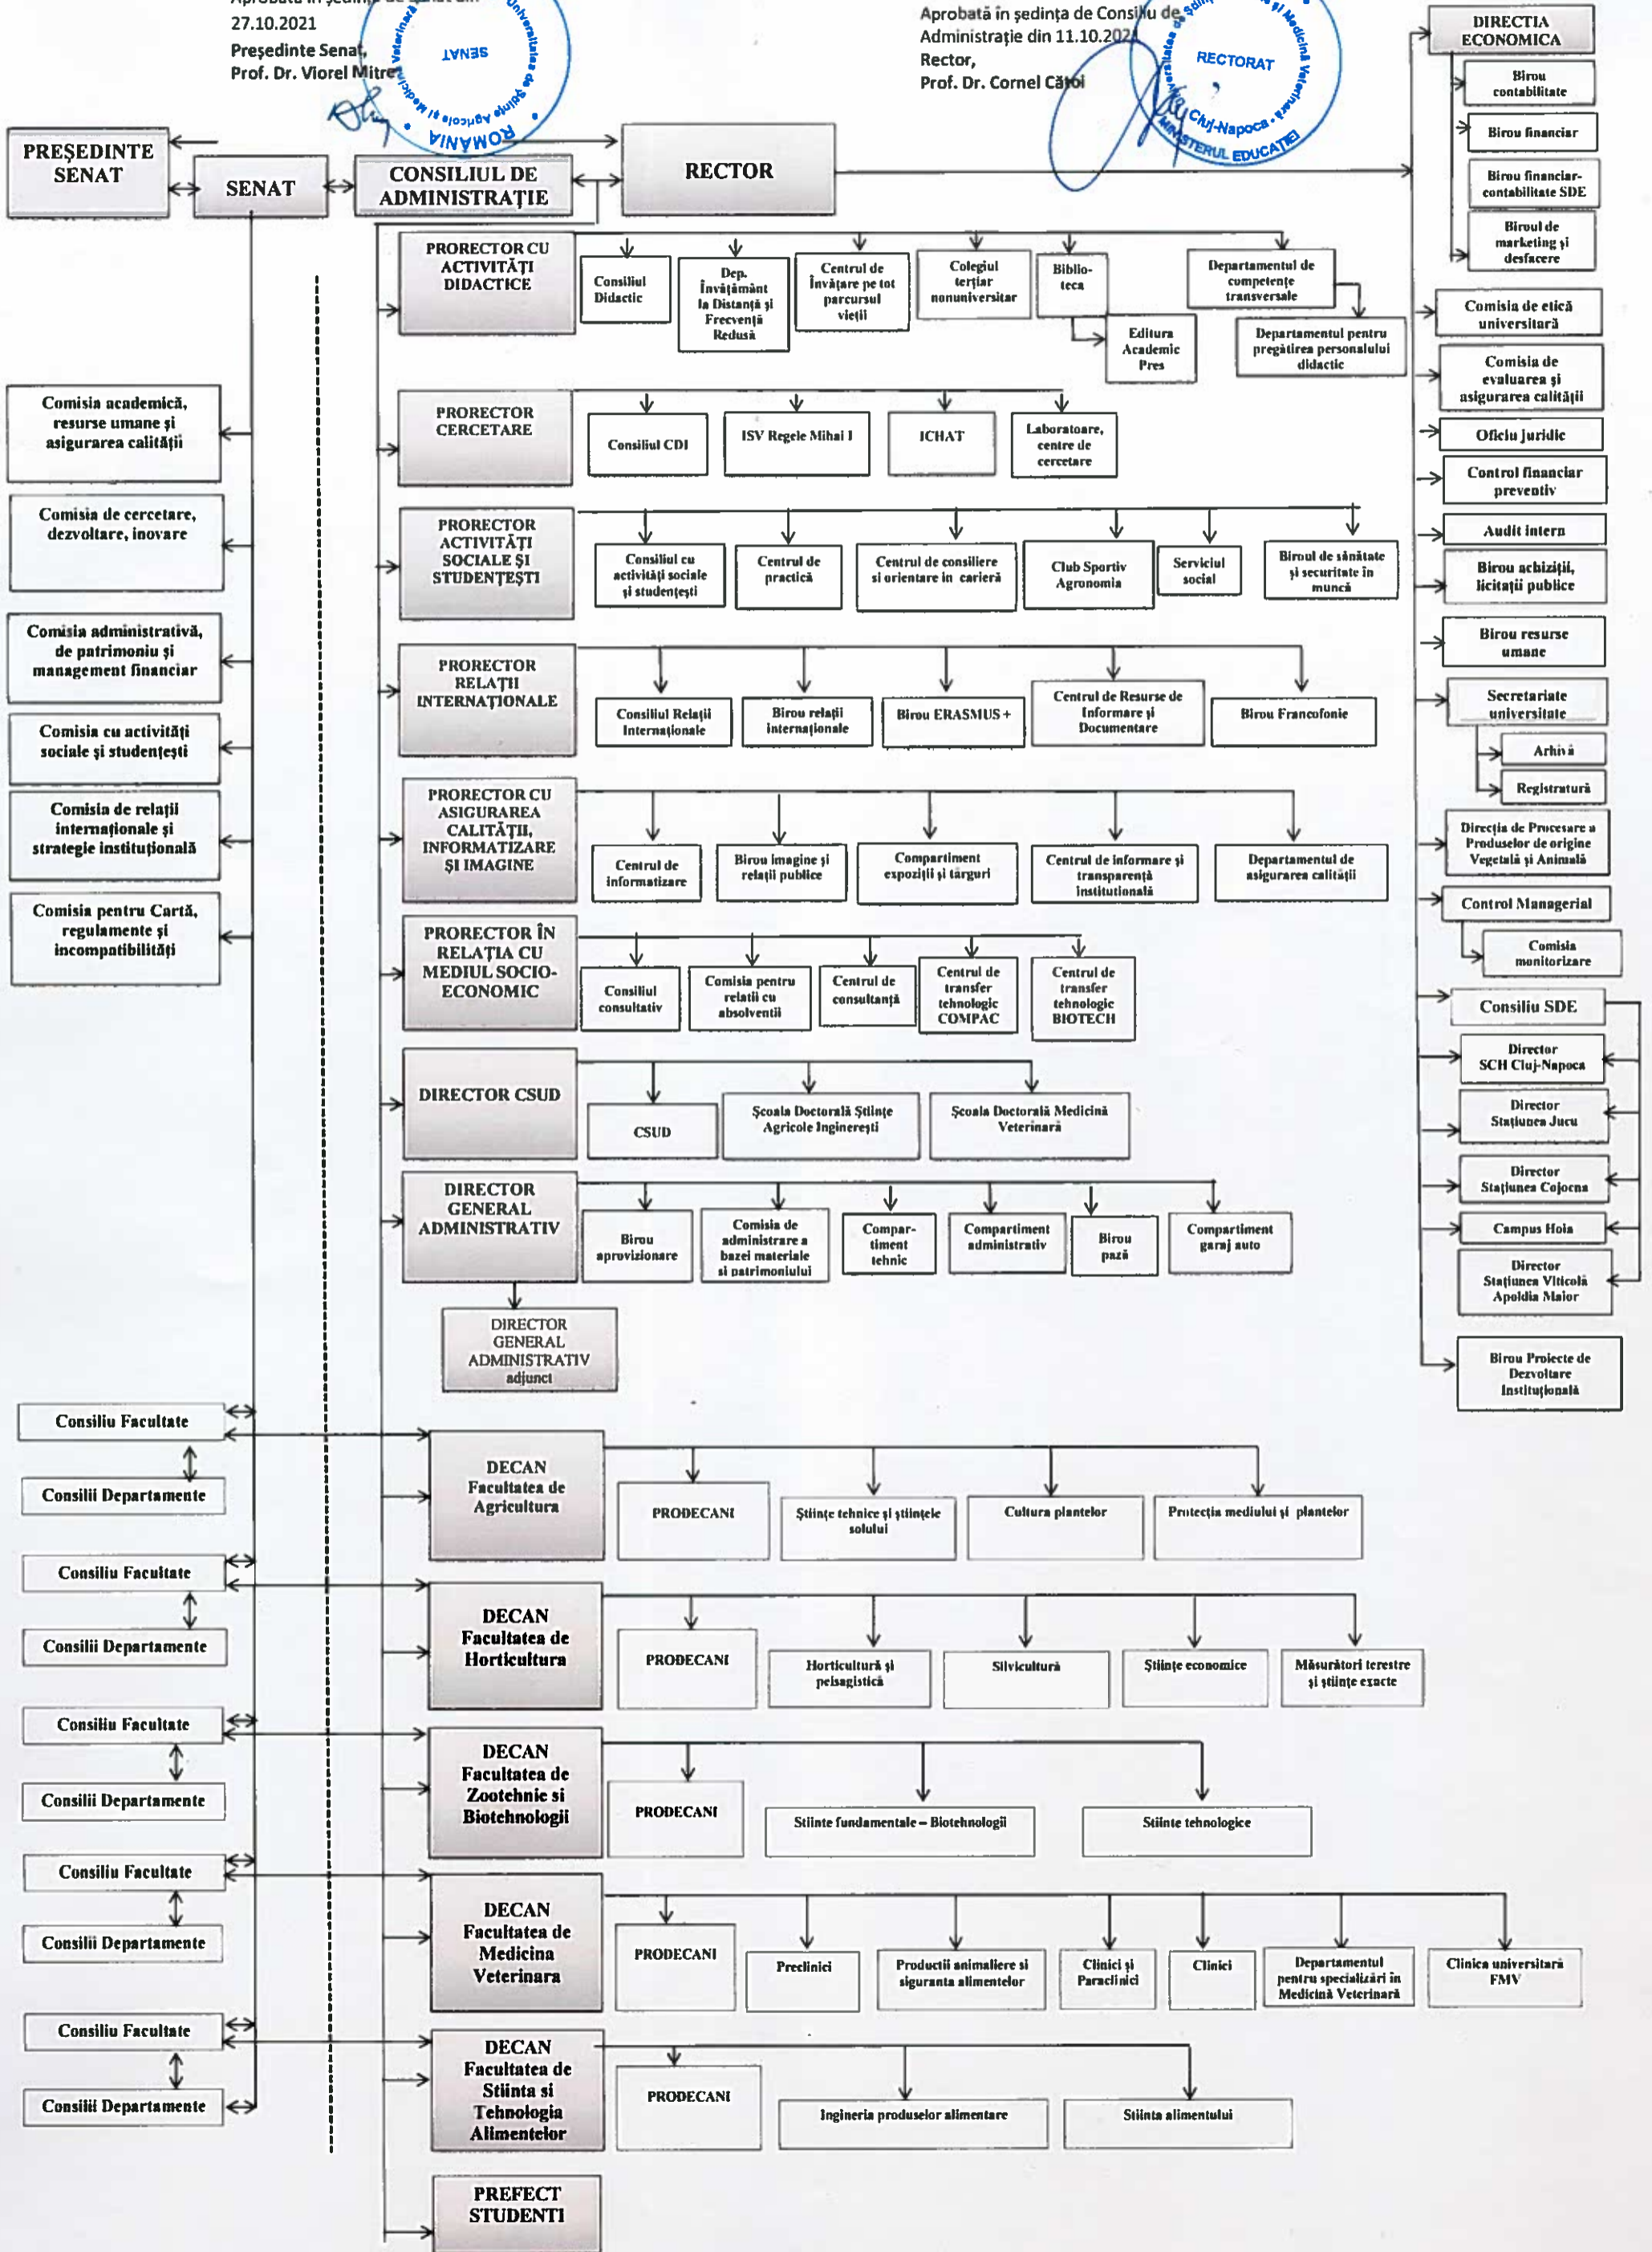 27.10.2021
Președinte Senat,
Prof. Dr. Viorel Mitre
SENAT
ROMÂNIA
Aprobată în ședința de Consiliu de
Administrație din 11.10.2021
Rector,
Prof. Dr. Cornel Cătoi
RECTORAT
Cluj-Napoca
MINISTERUL EDUCAȚIEI
PREȘEDINTE
SENAT
SENAT
CONSILIUL DE
ADMINISTRAȚIE
RECTOR
DIRECTIA
ECONOMICA
Birou
contabilitate
Birou financiar
Birou financiar-
contabilitate SDE
Biroul de
marketing și
desfacere
Comisia de etică
universitară
Comisia de
evaluarea și
asigurarea calității
Oficiu juridic
Control financiar
preventiv
Audit intern
Birou achiziții,
licitații publice
Birou resurse
umane
Secretariate
universitate
Arhivă
Registratură
Direcția de Procesare a
Produselor de origine
Vegetală și Animală
Control Managerial
Comisia
monitorizare
Consiliu SDE
Director
SCH Cluj-Napoca
Director
Stațiunea Jucu
Director
Stațiunea Cojocna
Campus Hoia
Director
Stațiunea Viticolă
Apoldia Maior
Birou Proiecte de
Dezvoltare
Instituțională
PRORECTOR CU
ACTIVITĂȚI
DIDACTICE
Consiliul
Didactic
Dep.
Învățământ
la Distanță și
Frecvență
Redusă
Centrul de
Învățare pe tot
parcursul
vieții
Colegiul
terțiar
nonuniversitar
Biblio-
teca
Editura
Academic
Pres
Departamentul de
competențe
transversale
Departamentul pentru
pregătirea personalului
didactic
PRORECTOR
CERCETARE
Consiliul CDI
ISV Regele Mihai I
ICHAT
Laboratoare,
centre de
cercetare
PRORECTOR
ACTIVITĂȚI
SOCIALE ȘI
STUDENȚEȘTI
Consiliul cu
activități sociale
și studențești
Centrul de
practică
Centrul de consiliere
si orientare in carieră
Club Sportiv
Agronomia
Serviciul
social
Biroul de sănătate
și securitate în
muncă
PRORECTOR
RELAȚII
INTERNAȚIONALE
Consiliul Relații
Internaționale
Birou relații
internaționale
Birou ERASMUS +
Centrul de Resurse de
Informare și
Documentare
Birou Francofonie
PRORECTOR CU
ASIGURAREA
CALITĂȚII,
INFORMATIZARE
ȘI IMAGINE
Centrul de
informatizare
Birou imagine și
relații publice
Compartiment
expoziții și târguri
Centrul de informare și
transparență
instituțională
Departamentul de
asigurarea calității
PRORECTOR ÎN
RELAȚIA CU
MEDIUL SOCIO-
ECONOMIC
Consiliul
consultativ
Comisia pentru
relatii cu
absolventii
Centrul de
consultanță
Centrul de
transfer
tehnologic
COMPAC
Centrul de
transfer
tehnologic
BIOTECH
DIRECTOR CSUD
CSUD
Școala Doctorală Științe
Agricole Inginerești
Școala Doctorală Medicină
Veterinară
DIRECTOR
GENERAL
ADMINISTRATIV
Birou
aprovizionare
Comisia de
administrare a
bazei materiale
si patrimoniului
Compar-
timent
tehnic
Compartiment
administrativ
Birou
pază
Compartiment
garaj auto
DIRECTOR
GENERAL
ADMINISTRATIV
adjunct
Comisia academică,
resurse umane și
asigurarea calității
Comisia de cercetare,
dezvoltare, inovare
Comisia administrativă,
de patrimoniu și
management financiar
Comisia cu activități
sociale și studențești
Comisia de relații
internaționale și
strategie instituțională
Comisia pentru Cartă,
regulamente și
incompatibilități
Consiliu Facultate
Consilii Departamente
DECAN
Facultatea de
Agricultura
PRODECANI
Științe tehnice și științele
solului
Cultura plantelor
Protecția mediului și plantelor
Consiliu Facultate
Consilii Departamente
DECAN
Facultatea de
Horticultura
PRODECANI
Horticultură și
peisagistică
Silvicultură
Științe economice
Măsurători terestre
și științe exacte
Consiliu Facultate
Consilii Departamente
DECAN
Facultatea de
Zootehnie si
Biotehnologii
PRODECANI
Stiinte fundamentale – Biotehnologii
Stiinte tehnologice
Consiliu Facultate
Consilii Departamente
DECAN
Facultatea de
Medicina
Veterinara
PRODECANI
Preclinici
Productii animaliere si
siguranta alimentelor
Clinici și
Paraclinici
Clinici
Departamentul
pentru specializări în
Medicină Veterinară
Clinica universitară
FMV
Consiliu Facultate
Consilii Departamente
DECAN
Facultatea de
Stiinta si
Tehnologia
Alimentelor
PRODECANI
Ingineria produselor alimentare
Stiinta alimentului
PREFECT
STUDENTI